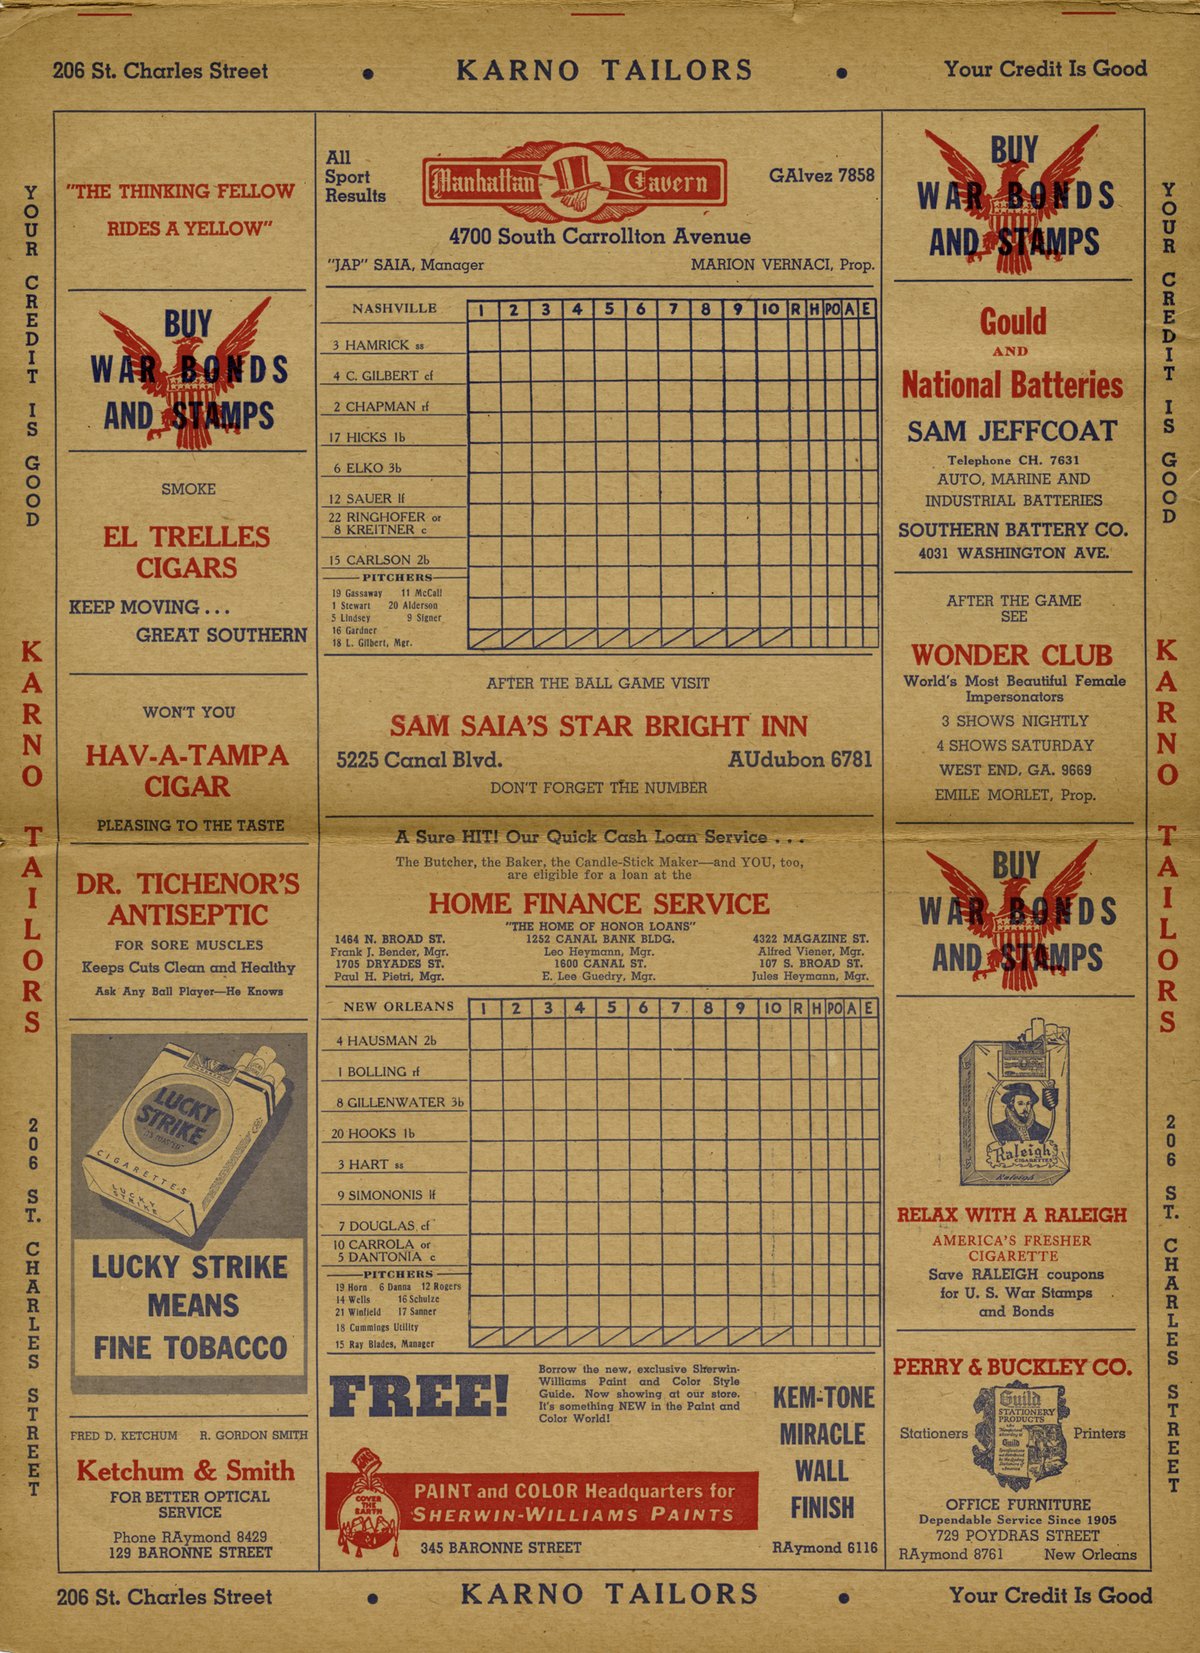 206 St. Charles Street • KARNO TAILORS • Your Credit Is Good
YOUR CREDIT IS GOOD
KARNO TAILORS
206 ST. CHARLES STREET
"THE THINKING FELLOW
RIDES A YELLOW"
BUY
WAR BONDS
AND STAMPS
SMOKE
EL TRELLES
CIGARS
KEEP MOVING . . .
GREAT SOUTHERN
WON'T YOU
HAV-A-TAMPA
CIGAR
PLEASING TO THE TASTE
DR. TICHENOR'S
ANTISEPTIC
FOR SORE MUSCLES
Keeps Cuts Clean and Healthy
Ask Any Ball Player—He Knows
LUCKY
STRIKE
"IT'S TOASTED"
CIGARETTES
LUCKY
STRIKE
LUCKY STRIKE
MEANS
FINE TOBACCO
FRED D. KETCHUM R. GORDON SMITH
Ketchum & Smith
FOR BETTER OPTICAL
SERVICE
Phone RAymond 8429
129 BARONNE STREET
All
Sport
Results
Manhattan Tavern
GAlvez 7858
4700 South Carrollton Avenue
"JAP" SAIA, Manager MARION VERNACI, Prop.
NASHVILLE 1 2 3 4 5 6 7 8 9 10 R H PO A E
3 HAMRICK ss
4 C. GILBERT cf
2 CHAPMAN rf
17 HICKS 1b
6 ELKO 3b
12 SAUER lf
22 RINGHOFER or
8 KREITNER c
15 CARLSON 2b
PITCHERS
19 Gassaway 11 McCall
1 Stewart 20 Alderson
5 Lindsey 9 Signer
16 Gardner
18 L. Gilbert, Mgr.
AFTER THE BALL GAME VISIT
SAM SAIA'S STAR BRIGHT INN
5225 Canal Blvd. AUdubon 6781
DON'T FORGET THE NUMBER
A Sure HIT! Our Quick Cash Loan Service . . .
The Butcher, the Baker, the Candle-Stick Maker—and YOU, too,
are eligible for a loan at the
HOME FINANCE SERVICE
"THE HOME OF HONOR LOANS"
1464 N. BROAD ST. 1252 CANAL BANK BLDG. 4322 MAGAZINE ST.
Frank J. Bender, Mgr. Leo Heymann, Mgr. Alfred Viener, Mgr.
1705 DRYADES ST. 1600 CANAL ST. 107 S. BROAD ST.
Paul H. Pietri, Mgr. E. Lee Guedry, Mgr. Jules Heymann, Mgr.
NEW ORLEANS 1 2 3 4 5 6 7 8 9 10 R H PO A E
4 HAUSMAN 2b
1 BOLLING rf
8 GILLENWATER 3b
20 HOOKS 1b
3 HART ss
9 SIMONONIS lf
7 DOUGLAS cf
10 CARROLA or
5 DANTONIA c
PITCHERS
19 Horn 6 Danna 12 Rogers
14 Wells 16 Schulze
21 Winfield 17 Sanner
18 Cummings Utility
15 Ray Blades, Manager
FREE!
Borrow the new, exclusive Sherwin-
Williams Paint and Color Style
Guide. Now showing at our store.
It's something NEW in the Paint and
Color World!
KEM-TONE
MIRACLE
WALL
FINISH
COVER
THE
EARTH
PAINT and COLOR Headquarters for
SHERWIN-WILLIAMS PAINTS
345 BARONNE STREET RAymond 6116
BUY
WAR BONDS
AND STAMPS
Gould
AND
National Batteries
SAM JEFFCOAT
Telephone CH. 7631
AUTO, MARINE AND
INDUSTRIAL BATTERIES
SOUTHERN BATTERY CO.
4031 WASHINGTON AVE.
AFTER THE GAME
SEE
WONDER CLUB
World's Most Beautiful Female
Impersonators
3 SHOWS NIGHTLY
4 SHOWS SATURDAY
WEST END, GA. 9669
EMILE MORLET, Prop.
BUY
WAR BONDS
AND STAMPS
Raleigh
CIGARETTES
Raleigh
RELAX WITH A RALEIGH
AMERICA'S FRESHER
CIGARETTE
Save RALEIGH coupons
for U. S. War Stamps
and Bonds
PERRY & BUCKLEY CO.
Guild
STATIONERY
PRODUCTS
Guild
Stationers Printers
OFFICE FURNITURE
Dependable Service Since 1905
729 POYDRAS STREET
RAymond 8761 New Orleans
YOUR CREDIT IS GOOD
KARNO TAILORS
206 ST. CHARLES STREET
206 St. Charles Street • KARNO TAILORS • Your Credit Is Good